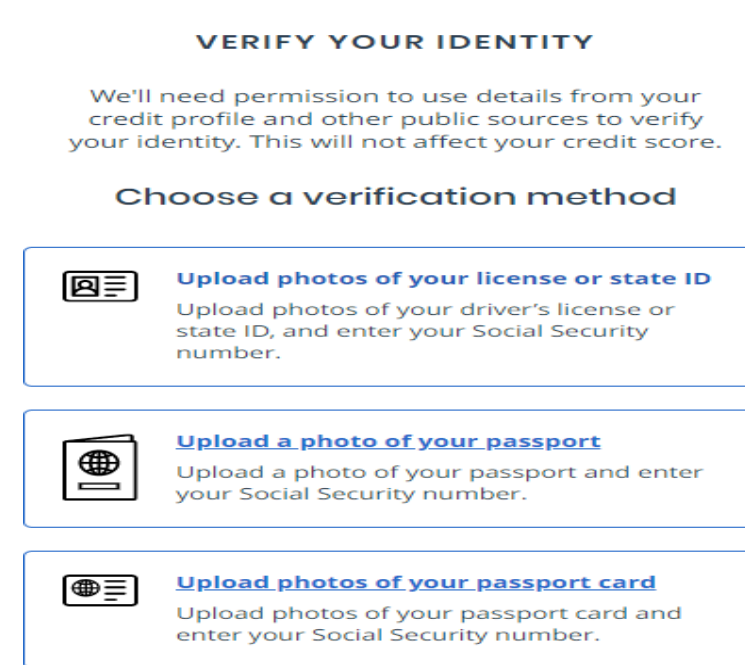 VERIFY YOUR IDENTITY
We'll need permission to use details from your
credit profile and other public sources to verify
your identity. This will not affect your credit score.
Choose a verification method
Upload photos of your license or state ID
Upload photos of your driver’s license or
state ID, and enter your Social Security
number.
Upload a photo of your passport
Upload a photo of your passport and enter
your Social Security number.
Upload photos of your passport card
Upload photos of your passport card and
enter your Social Security number.